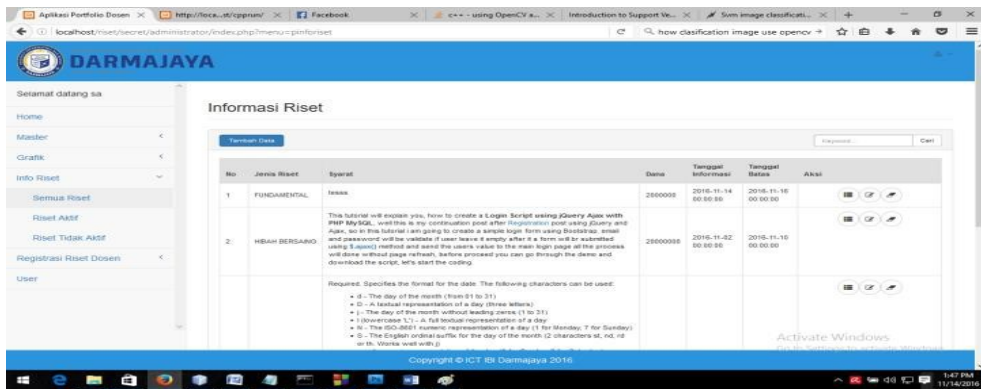 Aplikasi Portfolio Dosen
http://loca...st/cpprun/
Facebook
c++ - using OpenCV a...
Introduction to Support Ve...
Svm image classificati...
localhost/riset/secret/administrator/index.php?menu=pinforiset
how clasification image use opencv
DARMAJAYA
Selamat datang sa
Home
Master
Grafik
Info Riset
Semua Riset
Riset Aktif
Riset Tidak Aktif
Registrasi Riset Dosen
User
Informasi Riset
Tambah Data
Keyword...
Cari
No Jenis Riset Syarat Dana Tanggal Informasi Tanggal Batas Aksi
1 FUNDAMENTAL 2016-11-14 00:00:00 2016-11-16 00:00:00
2 HIBAH BERSAING
This tutorial will explain you, how to create a Login Script using jQuery Ajax with
PHP MySQL, well this is my continuation post after Registration post using jQuery and
Ajax, so in this tutorial i am going to create a simple login form using Bootstrap, email
and password will be validate if user leave it empty after it a form will br submitted
using $.ajax() method and send the users value to the main login page all the process
will done without page refresh, before proceed you can go through the demo and
download the script, let's start the coding.
2016-11-02 00:00:00 2016-11-10 00:00:00
Required. Specifies the format for the date. The following characters can be used:
d - The day of the month (from 01 to 31)
D - A textual representation of a day (three letters)
j - The day of the month without leading zeros (1 to 31)
l (lowercase 'L') - A full textual representation of a day
N - The ISO-8601 numeric representation of a day (1 for Monday, 7 for Sunday)
S - The English ordinal suffix for the day of the month (2 characters st, nd, rd
or th. Works well with j)
Activate Windows
Go to Settings to activate Windows.
Copyright © ICT IBI Darmajaya 2016
1:47 PM
11/14/2016